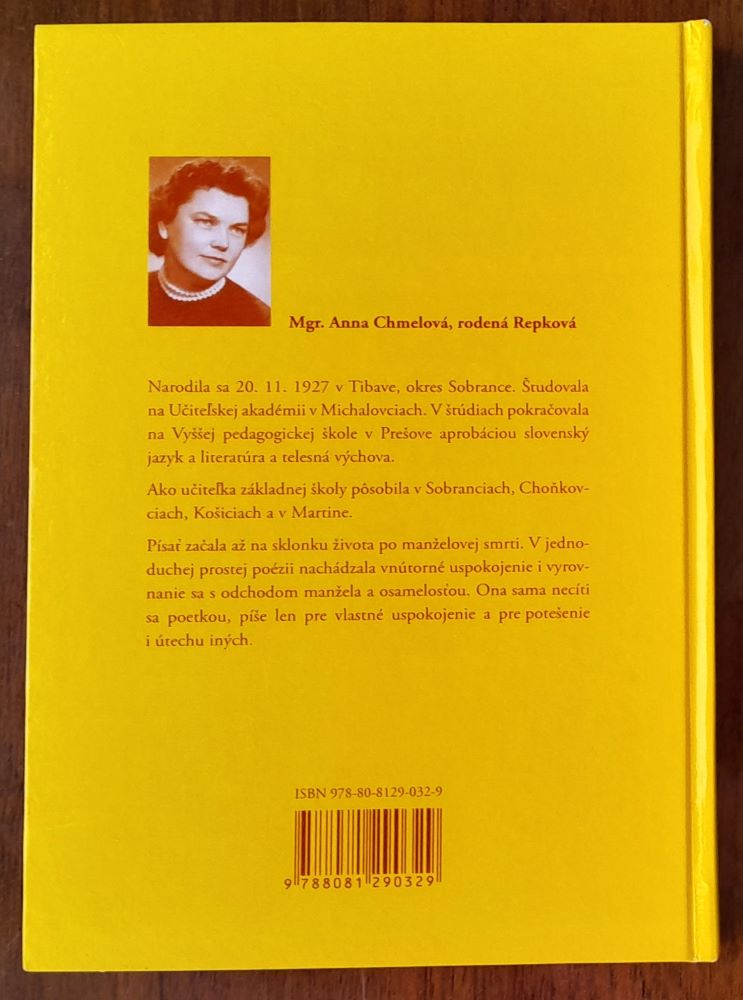 Mgr. Anna Chmelová, rodená Repková
Narodila sa 20. 11. 1927 v Tibave, okres Sobrance. Študovala
na Učiteľskej akadémii v Michalovciach. V štúdiach pokračovala
na Vyššej pedagogickej škole v Prešove aprobáciou slovenský
jazyk a literatúra a telesná výchova.
Ako učiteľka základnej školy pôsobila v Sobranciach, Choňkov-
ciach, Košiciach a v Martine.
Písať začala až na sklonku života po manželovej smrti. V jedno-
duchej prostej poézii nachádzala vnútorné uspokojenie i vyrov-
nanie sa s odchodom manžela a osamelosťou. Ona sama necíti
sa poetkou, píše len pre vlastné uspokojenie a pre potešenie
i útechu iných.
ISBN 978-80-8129-032-9
9 788081 290329